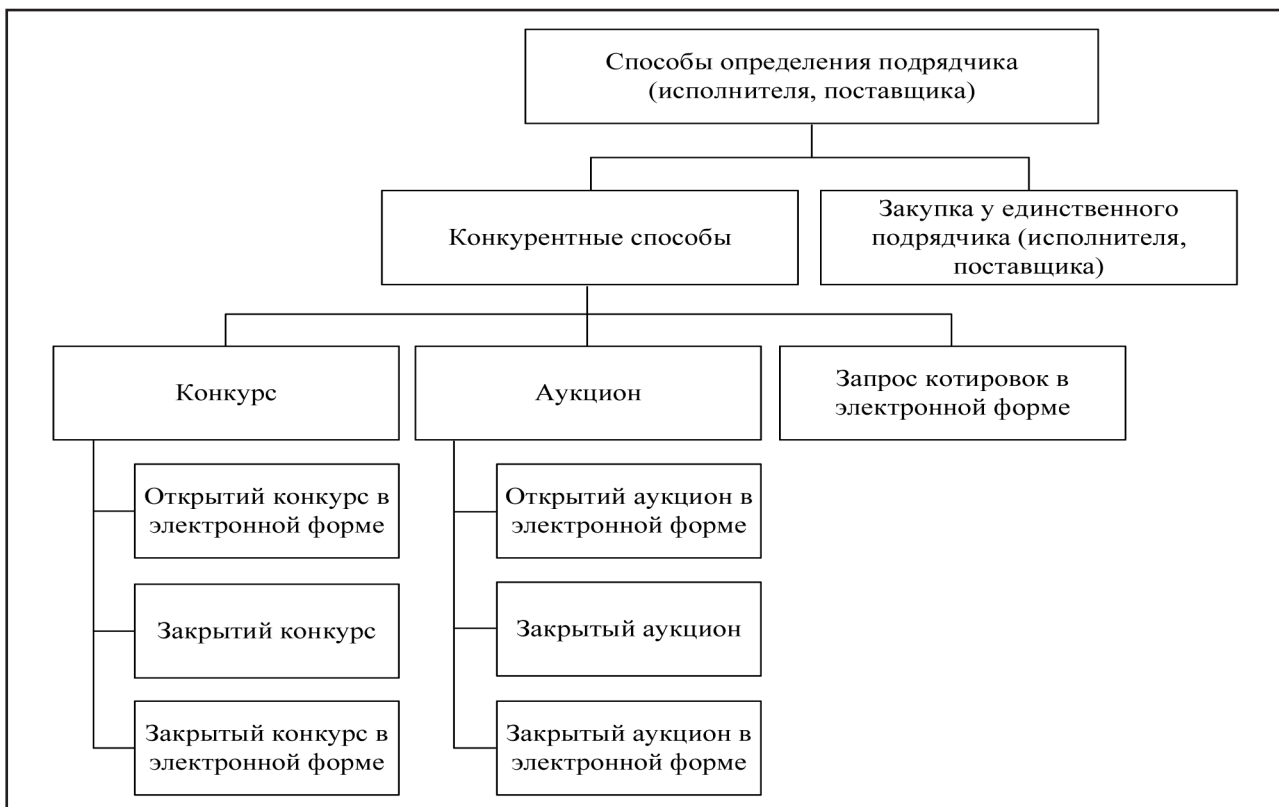 Способы определения подрядчика
(исполнителя, поставщика)
Конкурентные способы
Закупка у единственного
подрядчика (исполнителя,
поставщика)
Конкурс
Аукцион
Запрос котировок в
электронной форме
Открытий конкурс в
электронной форме
Открытий аукцион в
электронной форме
Закрытий конкурс
Закрытый аукцион
Закрытый конкурс в
электронной форме
Закрытый аукцион в
электронной форме